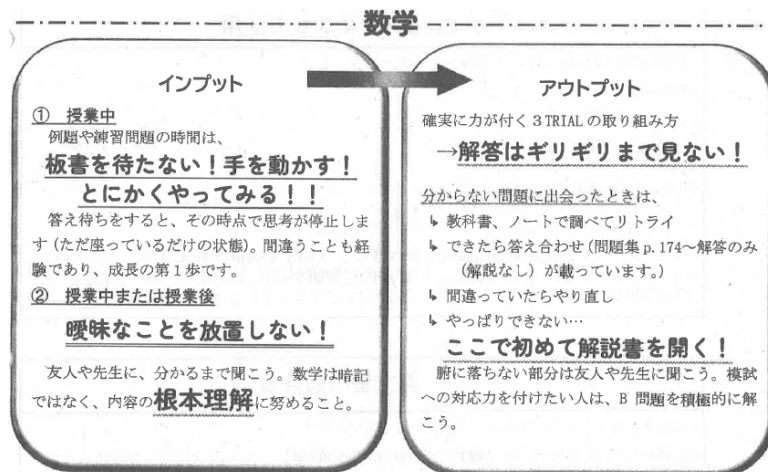 数学
インプット
① 授業中
例題や練習問題の時間は、
板書を待たない！手を動かす！
とにかくやってみる！！
答え待ちをすると、その時点で思考が停止しま
す（ただ座っているだけの状態）。間違うことも経
験であり、成長の第１歩です。
② 授業中または授業後
曖昧なことを放置しない！
友人や先生に、分かるまで聞こう。数学は暗記
ではなく、内容の根本理解に努めること。
アウトプット
確実に力が付く３TRIALの取り組み方
→解答はギリギリまで見ない！
分からない問題に出会ったときは、
↳ 教科書、ノートで調べてリトライ
↳ できたら答え合わせ（問題集 p.174～解答のみ
（解説なし）が載っています。）
↳ 間違っていたらやり直し
↳ やっぱりできない…
ここで初めて解説書を開く！
腑に落ちない部分は友人や先生に聞こう。模試
への対応力を付けたい人は、B 問題を積極的に解
こう。